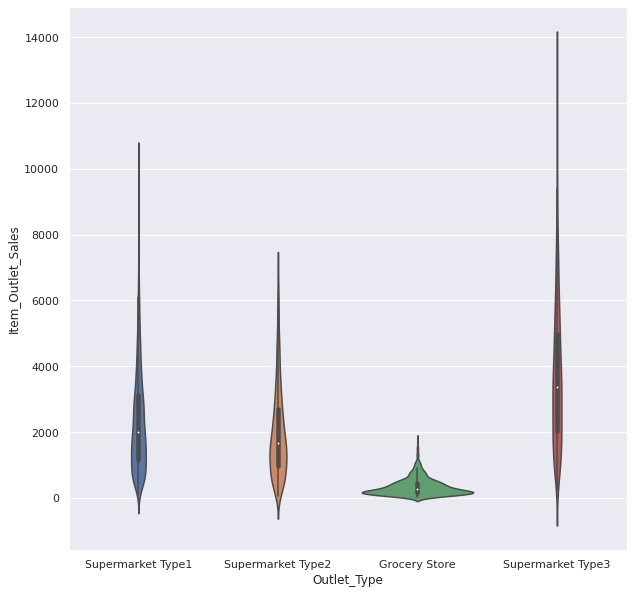 14000
12000
10000
8000
6000
4000
2000
0
Item_Outlet_Sales
Supermarket Type1 Supermarket Type2 Grocery Store Supermarket Type3
Outlet_Type